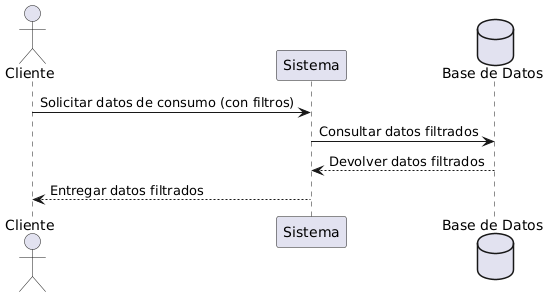 Cliente
Sistema
Base de Datos
Solicitar datos de consumo (con filtros)
Consultar datos filtrados
Devolver datos filtrados
Entregar datos filtrados
Cliente
Sistema
Base de Datos